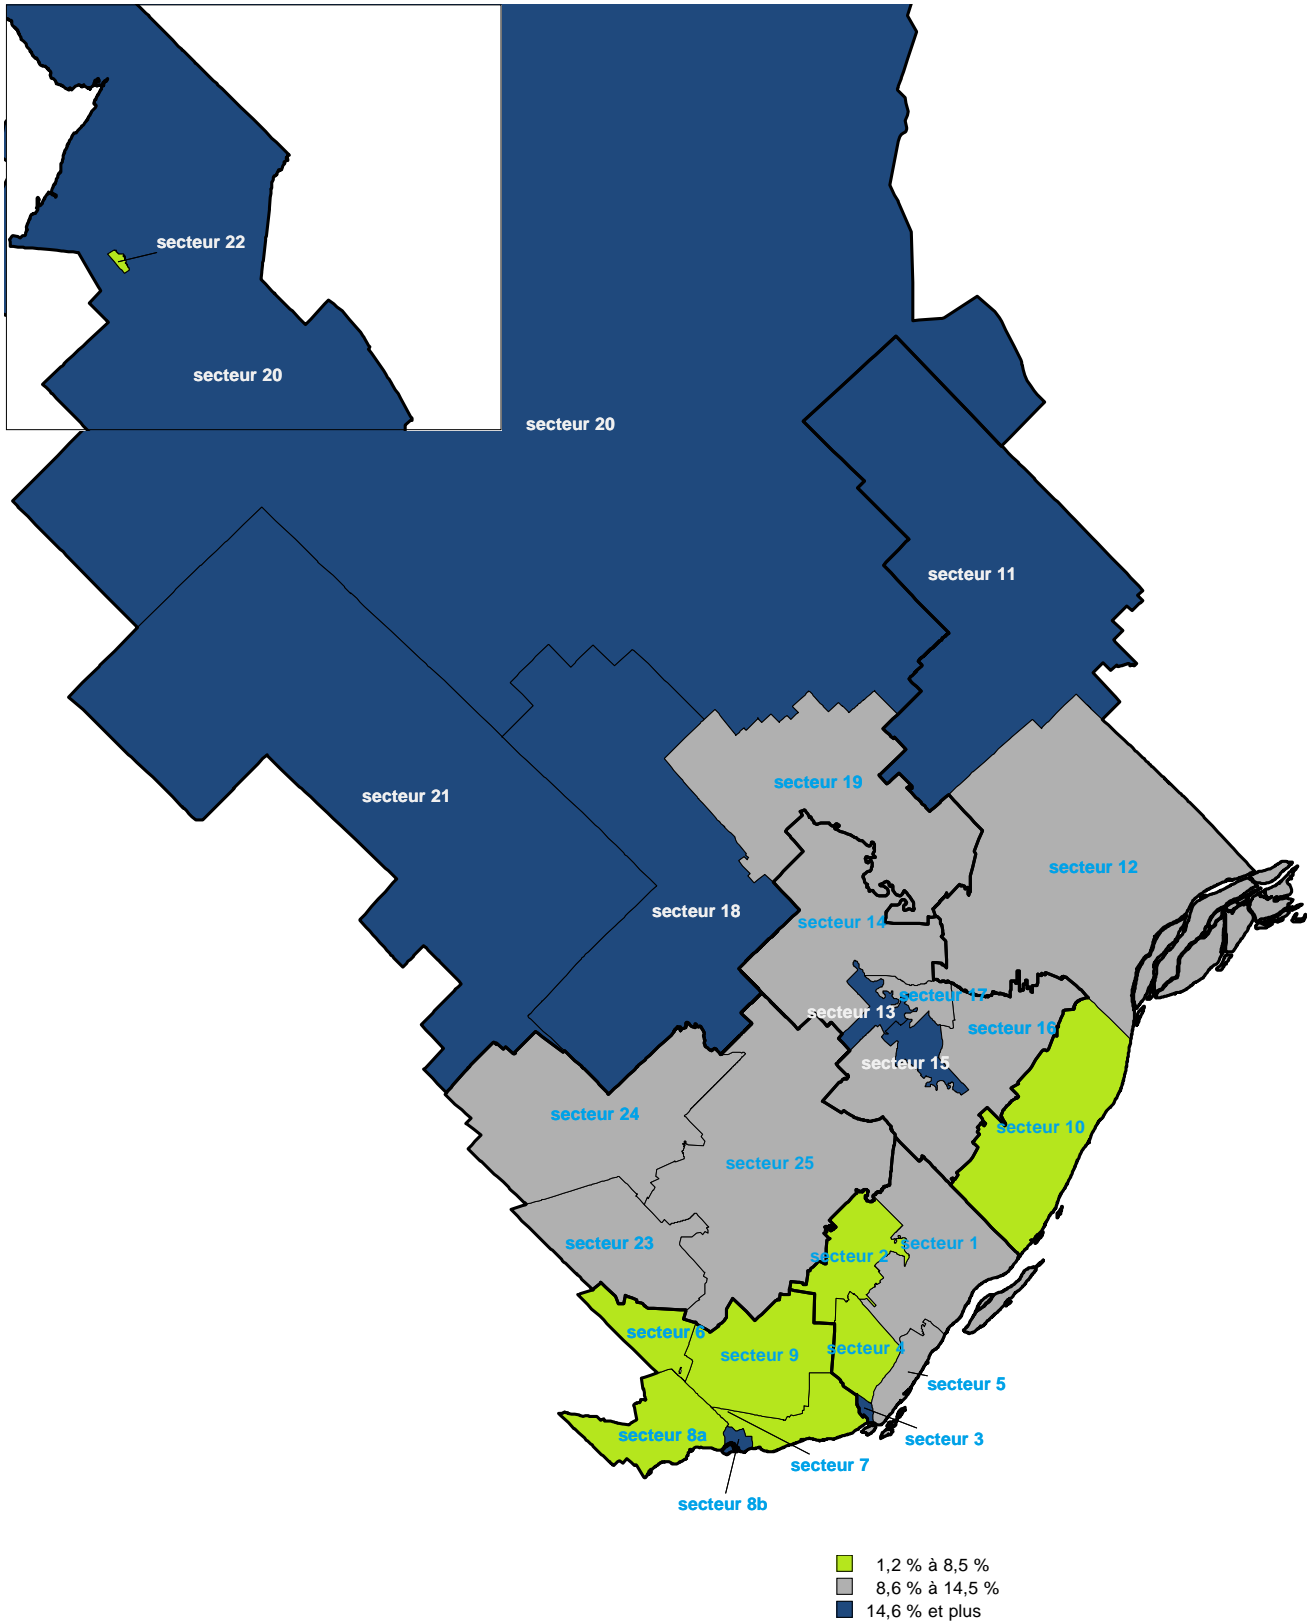 secteur 22
secteur 20
secteur 20
secteur 11
secteur 19
secteur 21
secteur 12
secteur 18
secteur 14
secteur 17
secteur 13
secteur 16
secteur 15
secteur 24
secteur 10
secteur 25
secteur 23
secteur 1
secteur 2
secteur 6
secteur 4
secteur 9
secteur 5
secteur 8a
secteur 3
secteur 7
secteur 8b
1,2 % à 8,5 %
8,6 % à 14,5 %
14,6 % et plus